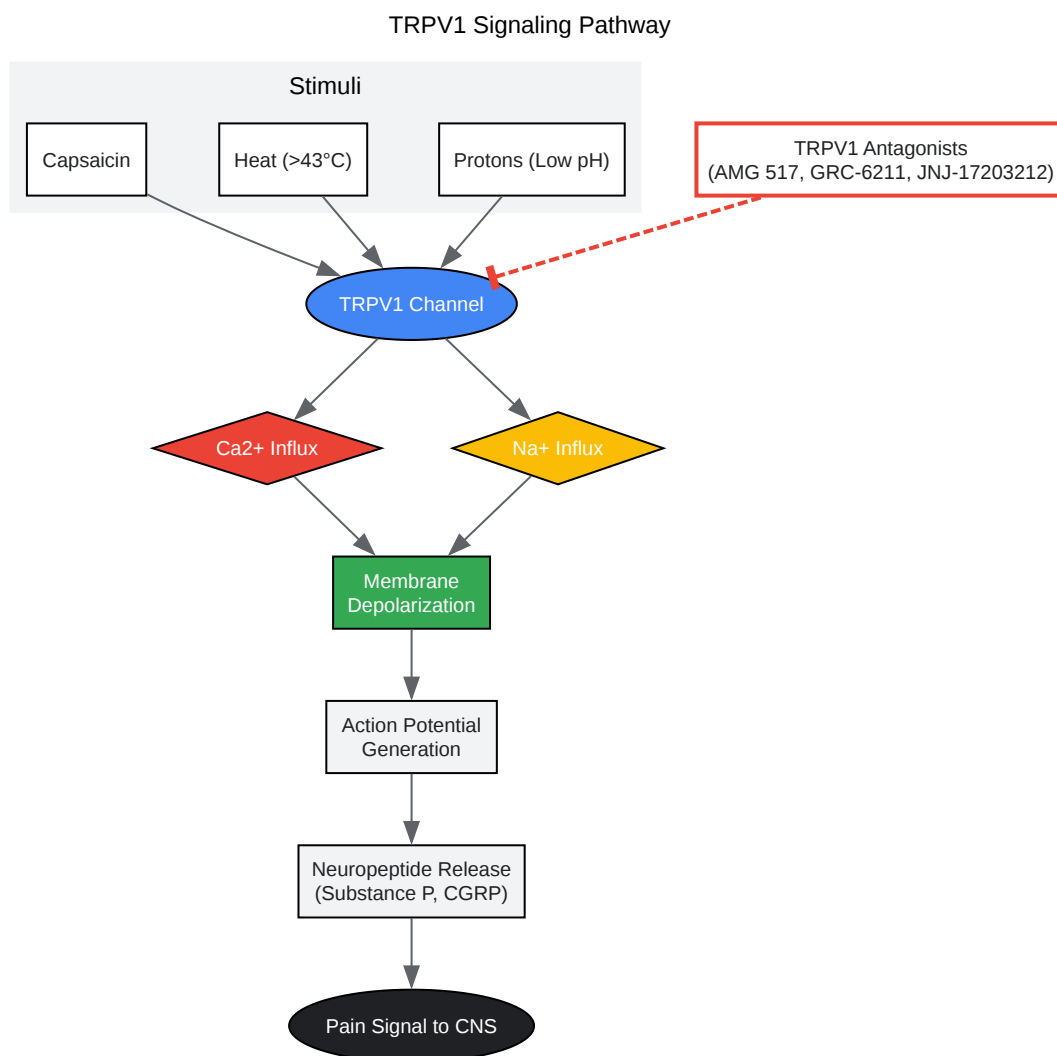 TRPV1 Signaling Pathway
Stimuli
Capsaicin
Heat (>43°C)
Protons (Low pH)
TRPV1 Antagonists
(AMG 517, GRC-6211, JNJ-17203212)
TRPV1 Channel
Ca2+ Influx
Na+ Influx
Membrane
Depolarization
Action Potential
Generation
Neuropeptide Release
(Substance P, CGRP)
Pain Signal to CNS